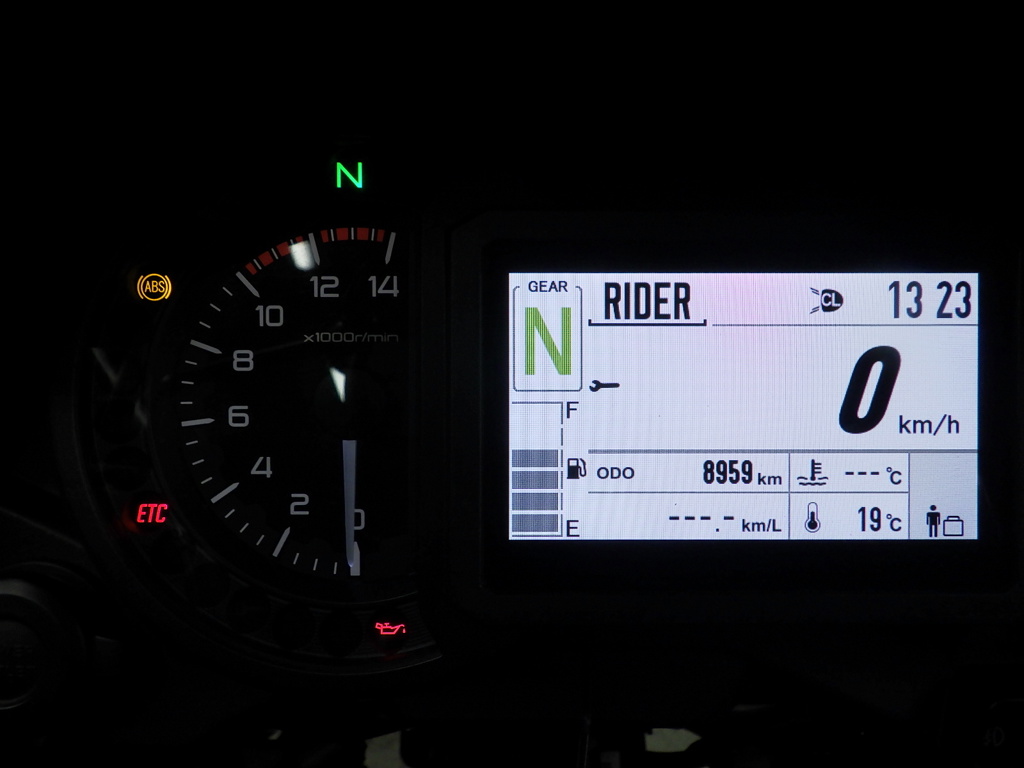 N
ABS
14
12
10
x1000r/min
8
6
4
2
0
ETC
GEAR
N
RIDER
CL
13 23
0 km/h
F
E
ODO 8959 km
---°C
---.- km/L
19°C